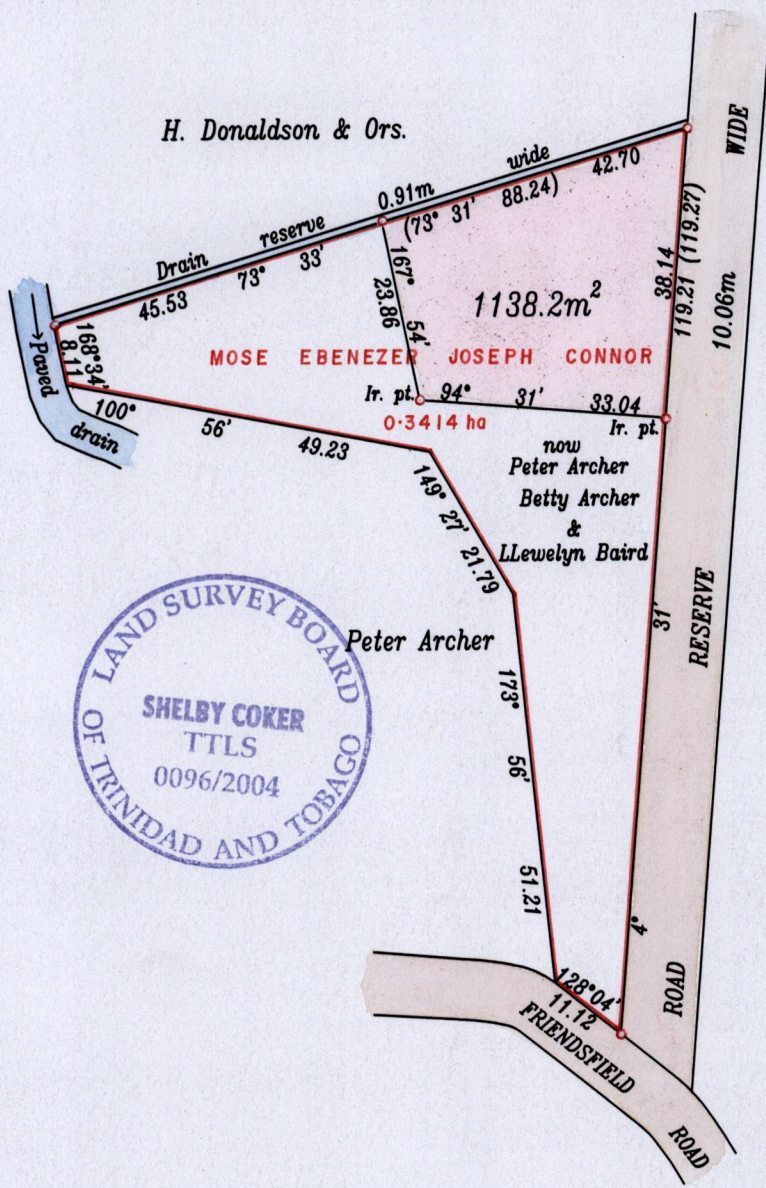 H. Donaldson & Ors.
WIDE
0.91m
wide
42.70
(73° 31' 88.24)
Drain reserve
45.53 73° 33'
167° 54'
23.86
38.14
119.21 (119.27)
10.06m
1138.2m²
→Paved drain
168°34'
8.11
MOSE EBENEZER JOSEPH CONNOR
Ir. pt.
94° 31' 33.04
Ir. pt.
0.3414 ha
100° 56' 49.23
now
Peter Archer
Betty Archer
&
LLewelyn Baird
149° 27'
21.79
RESERVE
31'
Peter Archer
LAND SURVEY BOARD
SHELBY COKER
TTLS
0096/2004
OF TRINIDAD AND TOBAGO
173° 56' 51.21
4°
ROAD
128°04'
11.12
FRIENDSFIELD
ROAD